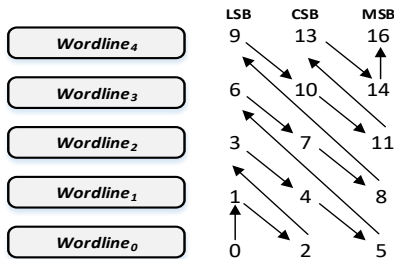 LSB CSB MSB
Wordline4 9 13 16
Wordline3 6 10 14
Wordline2 3 7 11
Wordline1 1 4 8
Wordline0 0 2 5